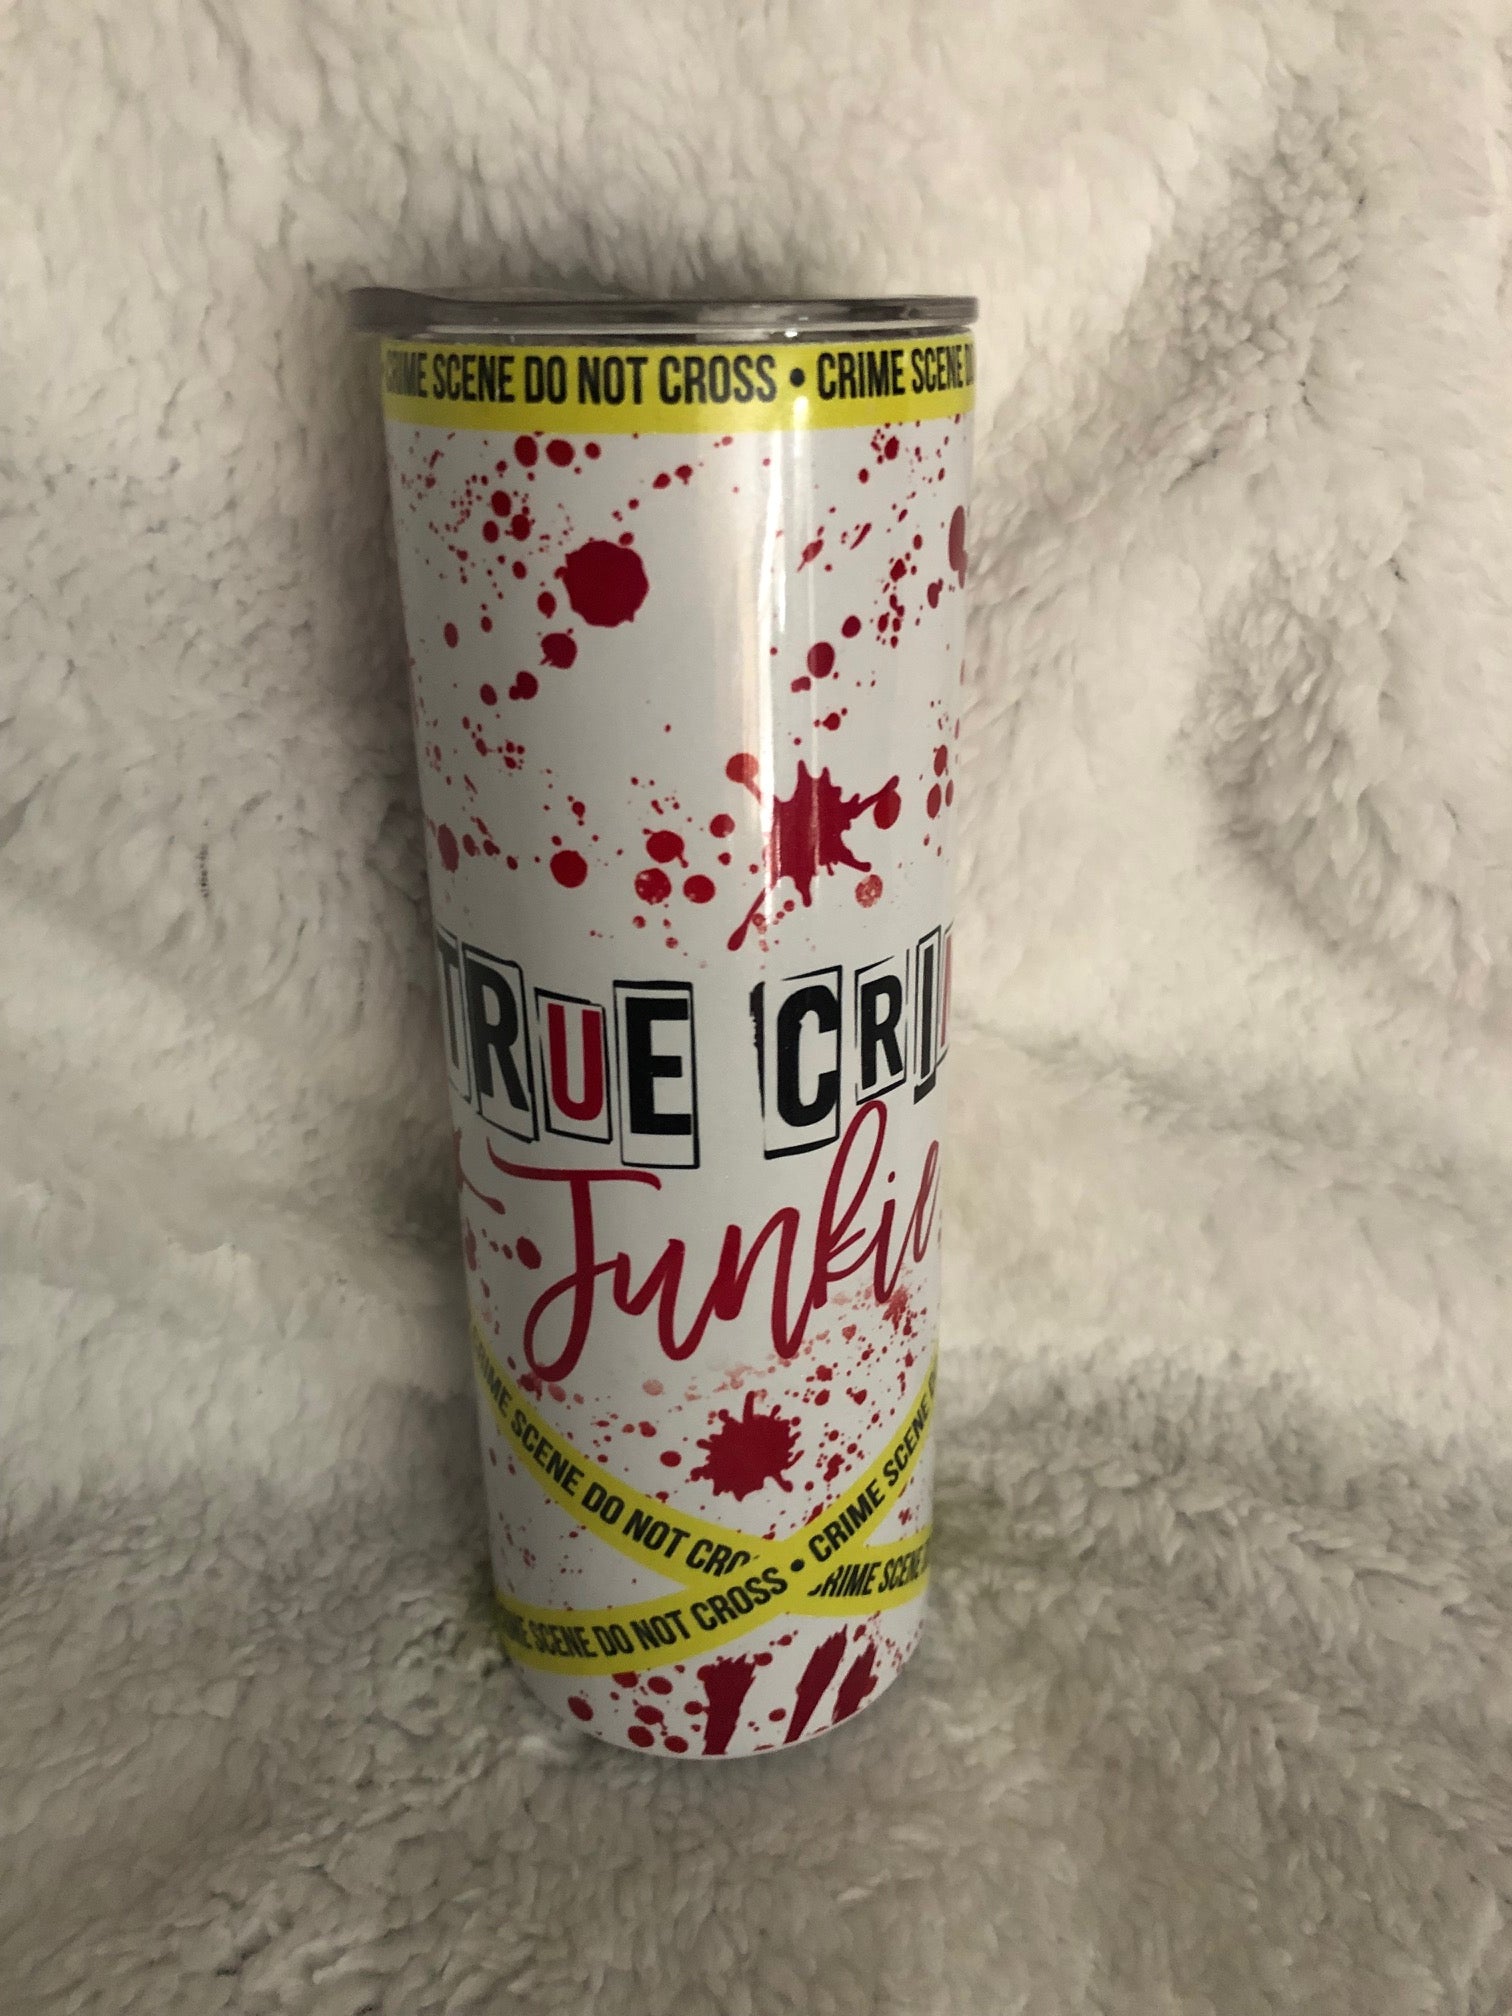 CRIME SCENE DO NOT CROSS • CRIME SCENE D
TRUE CRI
Junkie
CRIME SCENE DO NOT CRO
SCENE DO NOT CROSS • CRIME SCENE D
CRIME SCENE